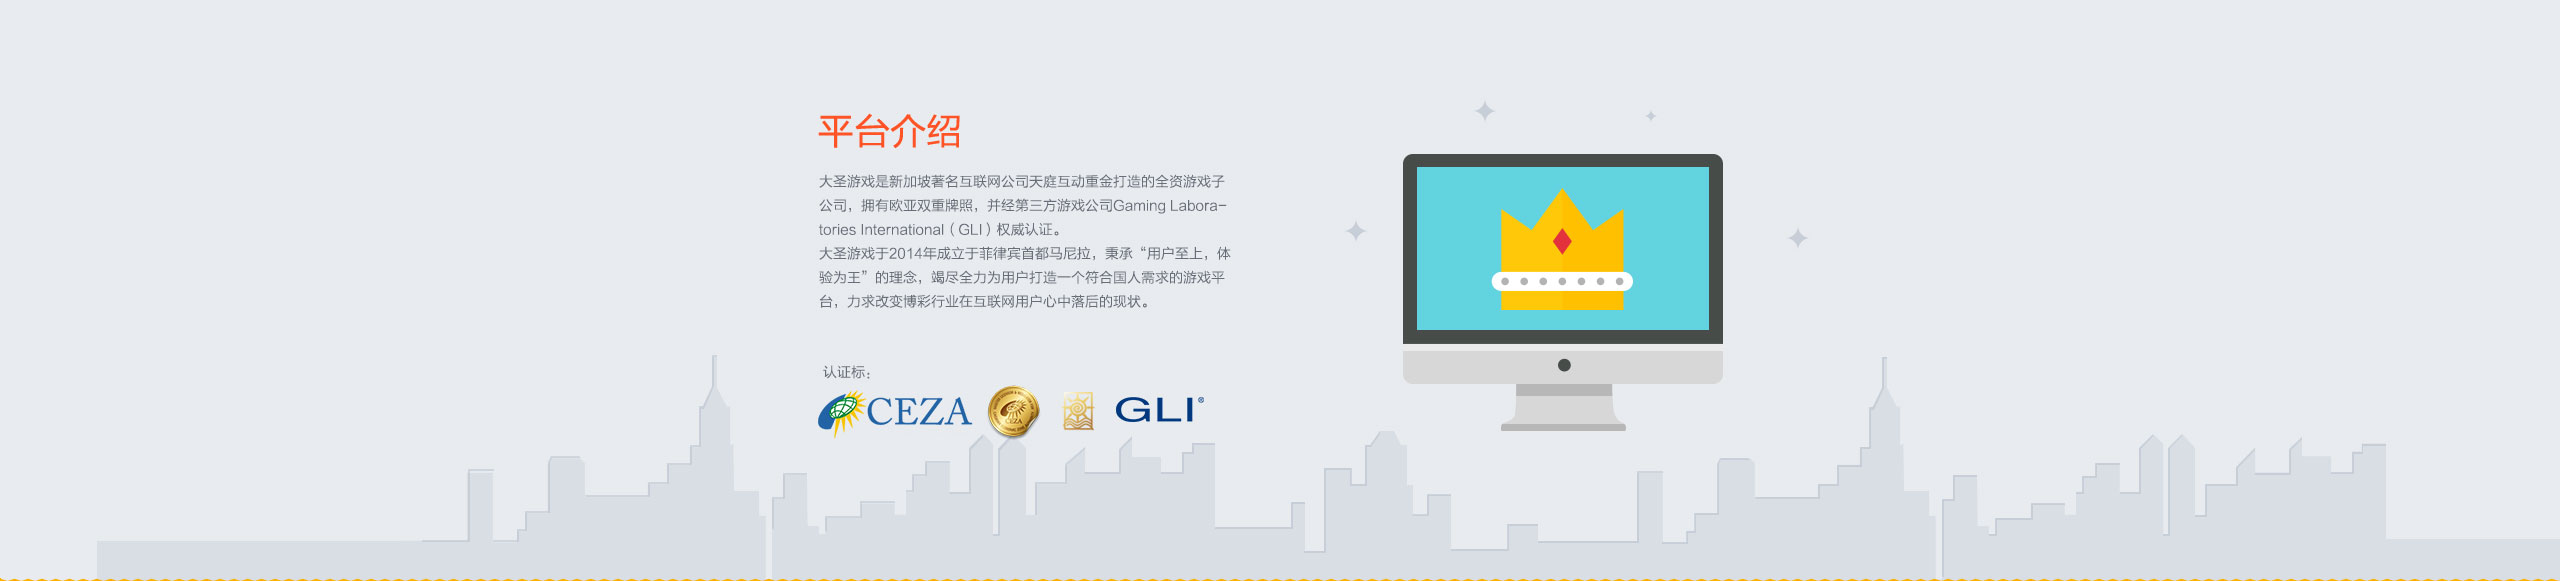 平台介绍
大圣游戏是新加坡著名互联网公司天庭互动重金打造的全资游戏子
公司，拥有欧亚双重牌照，并经第三方游戏公司Gaming Labora-
tories International（GLI）权威认证。
大圣游戏于2014年成立于菲律宾首都马尼拉，秉承“用户至上，体
验为王”的理念，竭尽全力为用户打造一个符合国人需求的游戏平
台，力求改变博彩行业在互联网用户心中落后的现状。
认证标：
CEZA
CEZA
GLI®